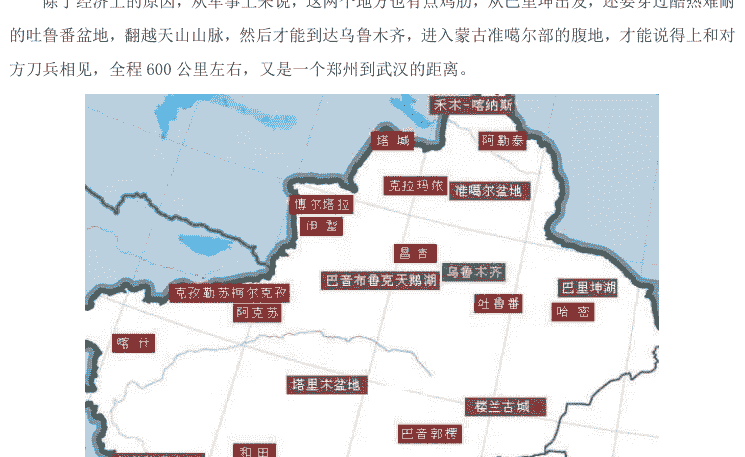 除了经济上的原因，从军事上来说，这两个地方也有点鸡肋，从巴里坤出发，还要穿过酷热难耐
的吐鲁番盆地，翻越天山山脉，然后才能到达乌鲁木齐，进入蒙古准噶尔部的腹地，才能说得上和对
方刀兵相见，全程 600 公里左右，又是一个郑州到武汉的距离。
禾木-喀纳斯
塔 城
阿勒泰
克拉玛依
准噶尔盆地
博尔塔拉
伊 犁
昌 吉
乌鲁木齐
巴音布鲁克天鹅湖
巴里坤湖
克孜勒苏柯尔克孜
吐鲁番
阿克苏
哈 密
喀 什
塔里木盆地
楼兰古城
巴音郭楞
和 田